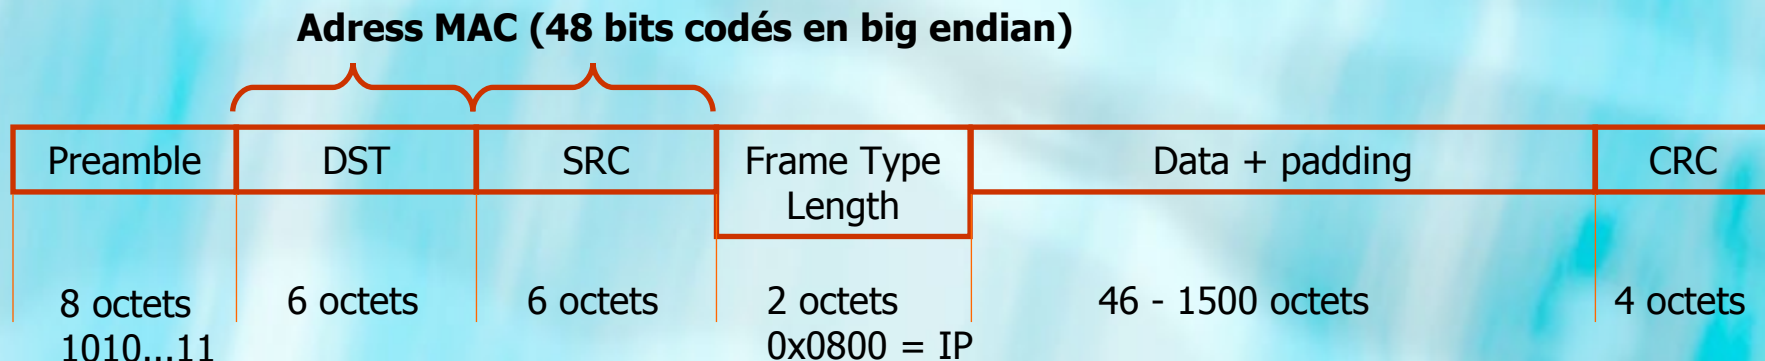 Adress MAC (48 bits codés en big endian)
Preamble
DST
SRC
Frame Type
Length
Data + padding
CRC
8 octets
1010...11
6 octets
6 octets
2 octets
0x0800 = IP
46 - 1500 octets
4 octets